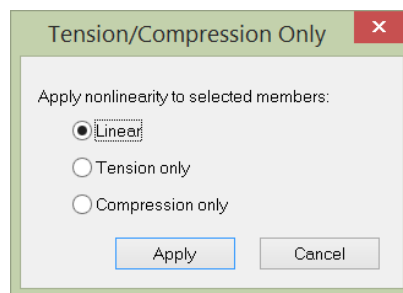 Tension/Compression Only
Apply nonlinearity to selected members:
Linear
Tension only
Compression only
Apply Cancel